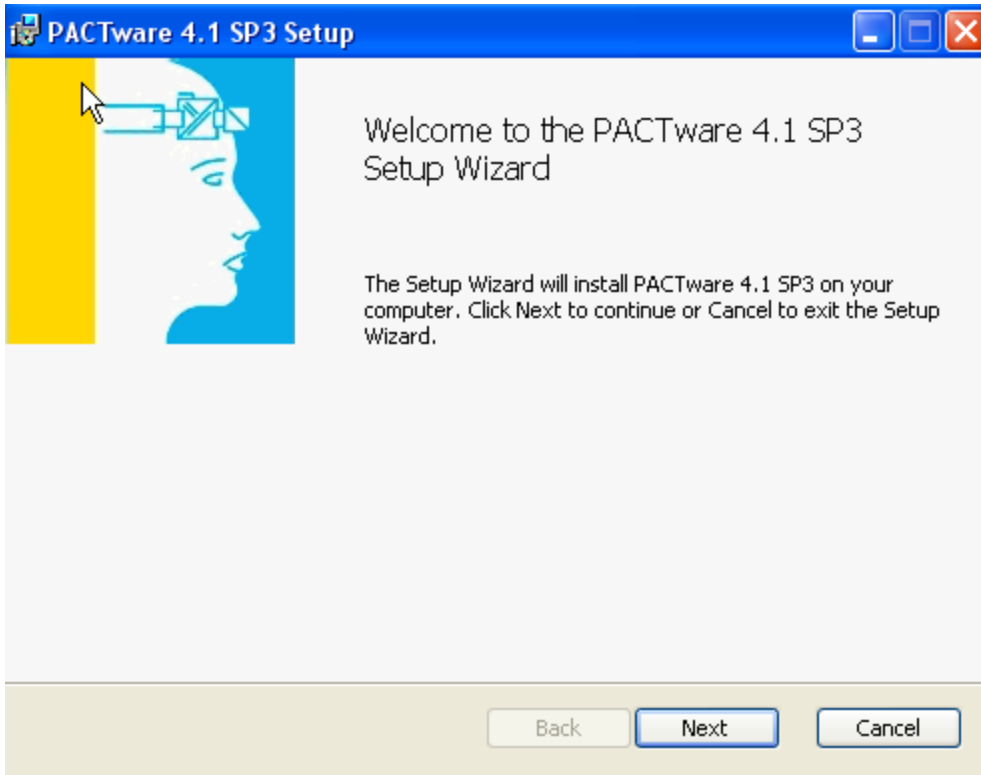 PACTware 4.1 SP3 Setup
Welcome to the PACTware 4.1 SP3
Setup Wizard
The Setup Wizard will install PACTware 4.1 SP3 on your
computer. Click Next to continue or Cancel to exit the Setup
Wizard.
Back Next Cancel